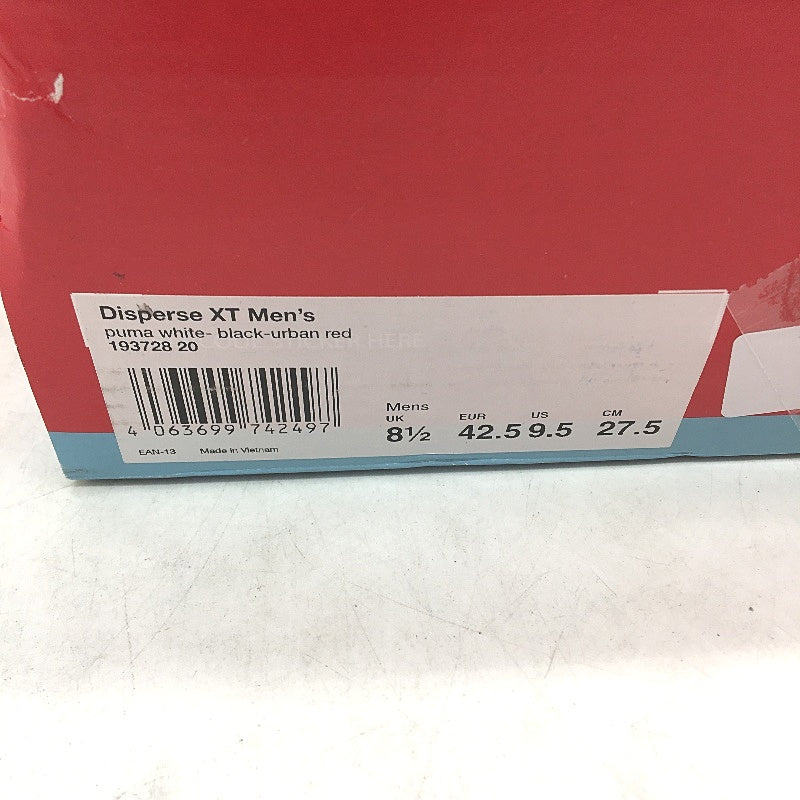 Disperse XT Men's
puma white- black-urban red
193728 20
HERE
4 063699 742497
EAN-13 Made in Vietnam
Mens
UK EUR US CM
8½ 42.5 9.5 27.5